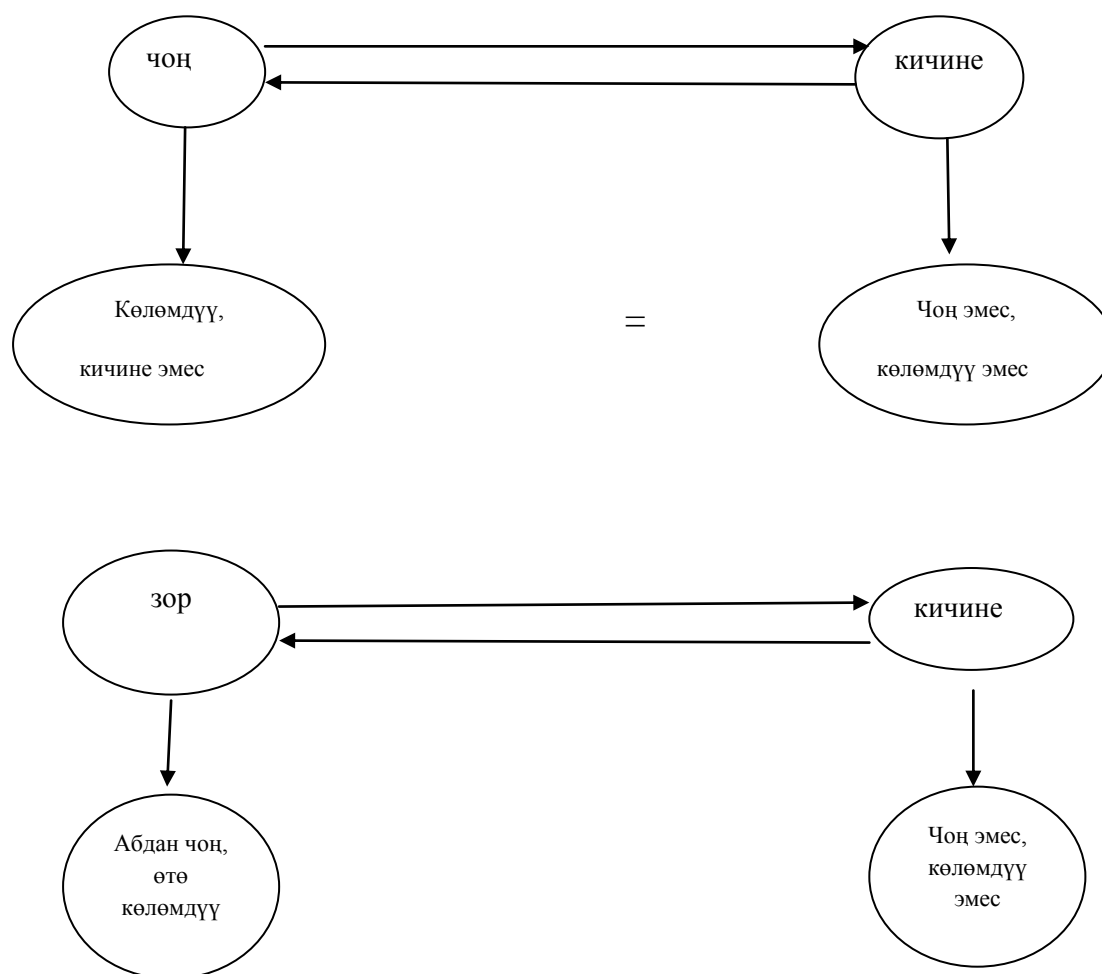 чоң
кичине
Көлөмдүү,
кичине эмес
=
Чоң эмес,
көлөмдүү эмес
зор
кичине
Абдан чоң,
өтө
көлөмдүү
Чоң эмес,
көлөмдүү
эмес